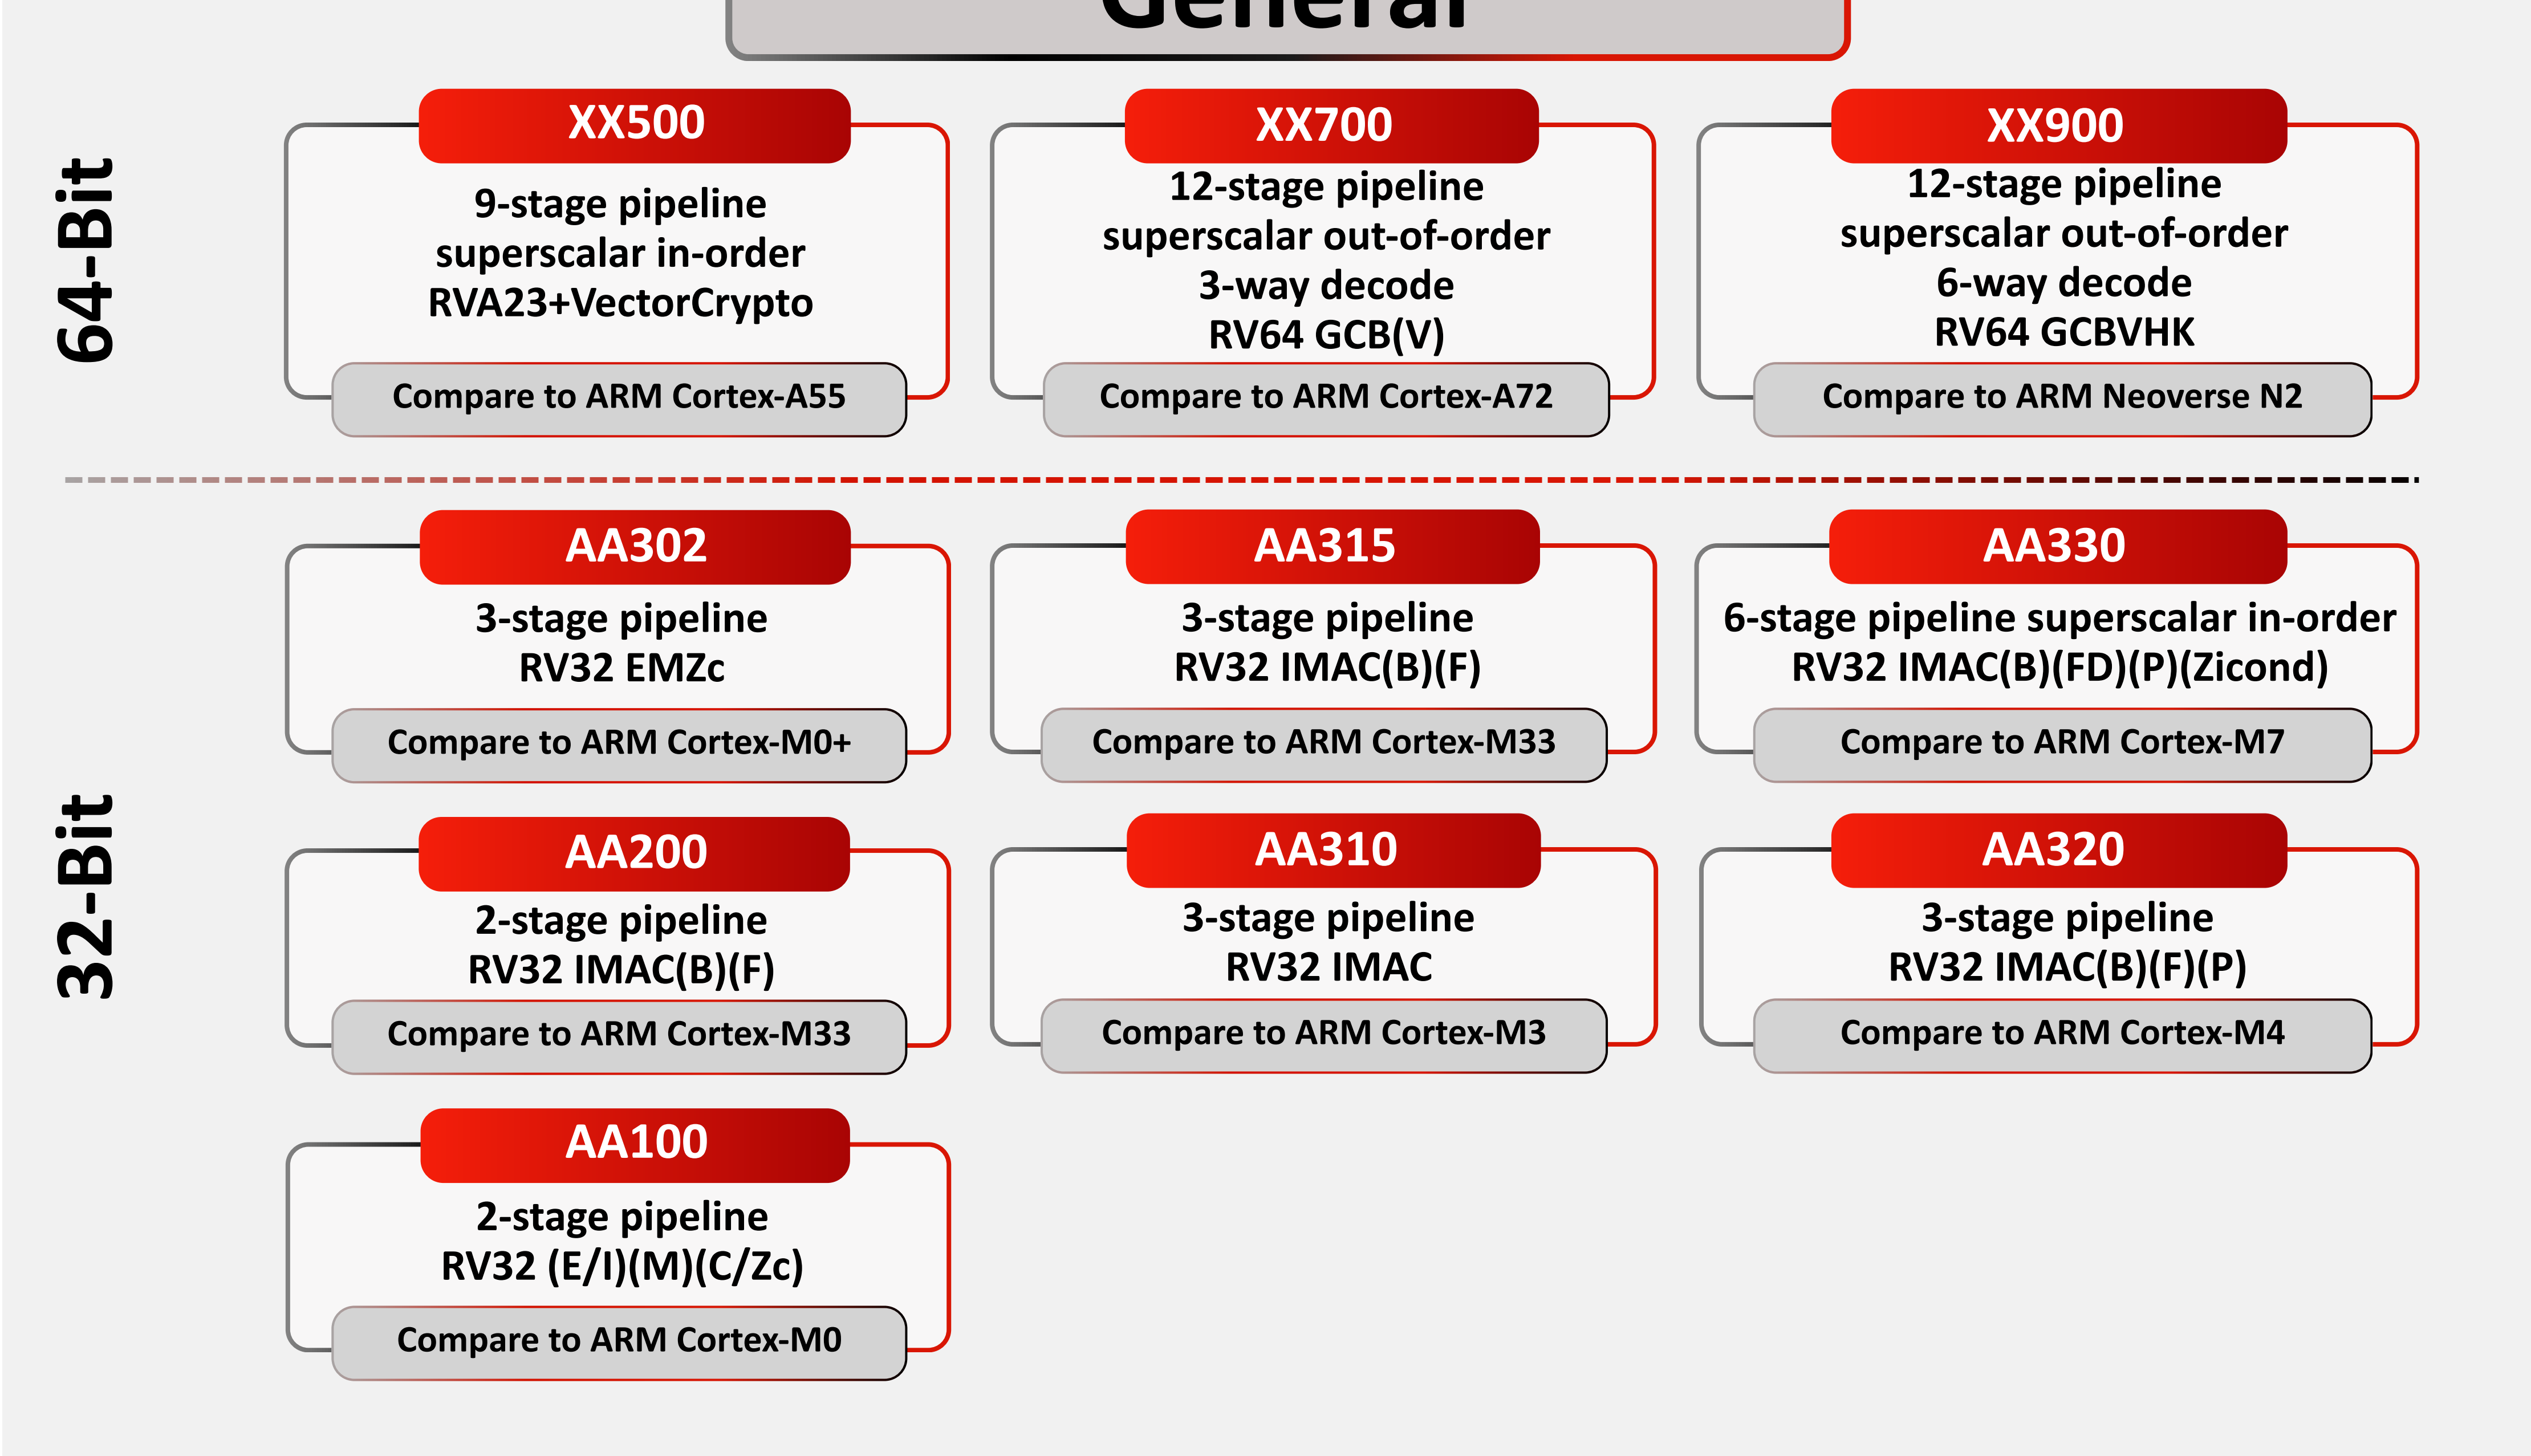 General
64-Bit
XX500
9-stage pipeline
superscalar in-order
RVA23+VectorCrypto
Compare to ARM Cortex-A55
XX700
12-stage pipeline
superscalar out-of-order
3-way decode
RV64 GCB(V)
Compare to ARM Cortex-A72
XX900
12-stage pipeline
superscalar out-of-order
6-way decode
RV64 GCBVHK
Compare to ARM Neoverse N2
32-Bit
AA302
3-stage pipeline
RV32 EMZc
Compare to ARM Cortex-M0+
AA315
3-stage pipeline
RV32 IMAC(B)(F)
Compare to ARM Cortex-M33
AA330
6-stage pipeline superscalar in-order
RV32 IMAC(B)(FD)(P)(Zicond)
Compare to ARM Cortex-M7
AA200
2-stage pipeline
RV32 IMAC(B)(F)
Compare to ARM Cortex-M33
AA310
3-stage pipeline
RV32 IMAC
Compare to ARM Cortex-M3
AA320
3-stage pipeline
RV32 IMAC(B)(F)(P)
Compare to ARM Cortex-M4
AA100
2-stage pipeline
RV32 (E/I)(M)(C/Zc)
Compare to ARM Cortex-M0